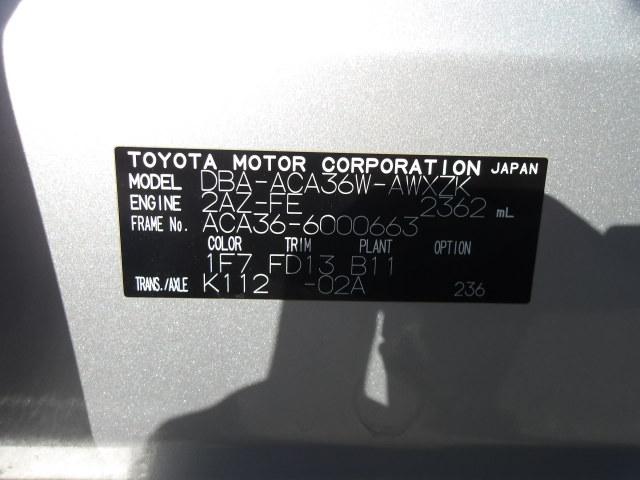 TOYOTA MOTOR CORPORATION JAPAN
MODEL DBA-ACA36W-AWXZK
ENGINE 2AZ-FE 2362 mL
FRAME No. ACA36-6000663
COLOR TRIM PLANT OPTION
1F7 FD13 B11
TRANS./AXLE K112 -02A 236